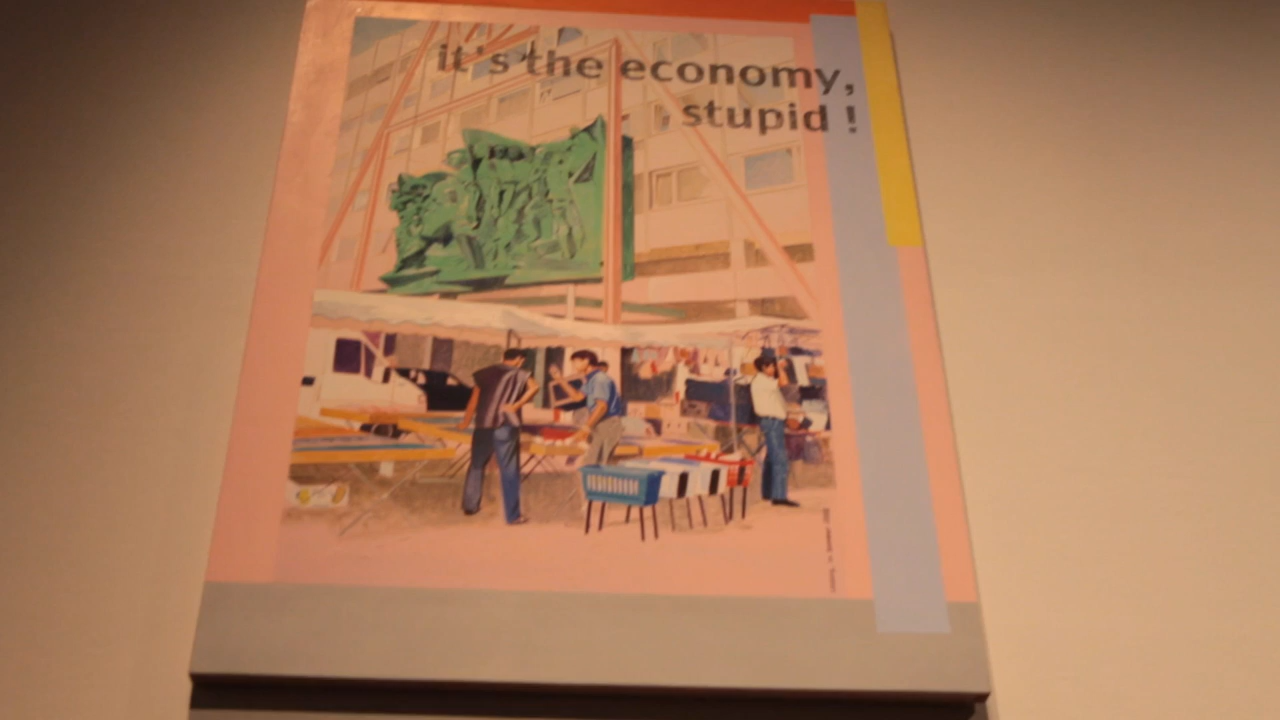 it's the economy,
stupid !